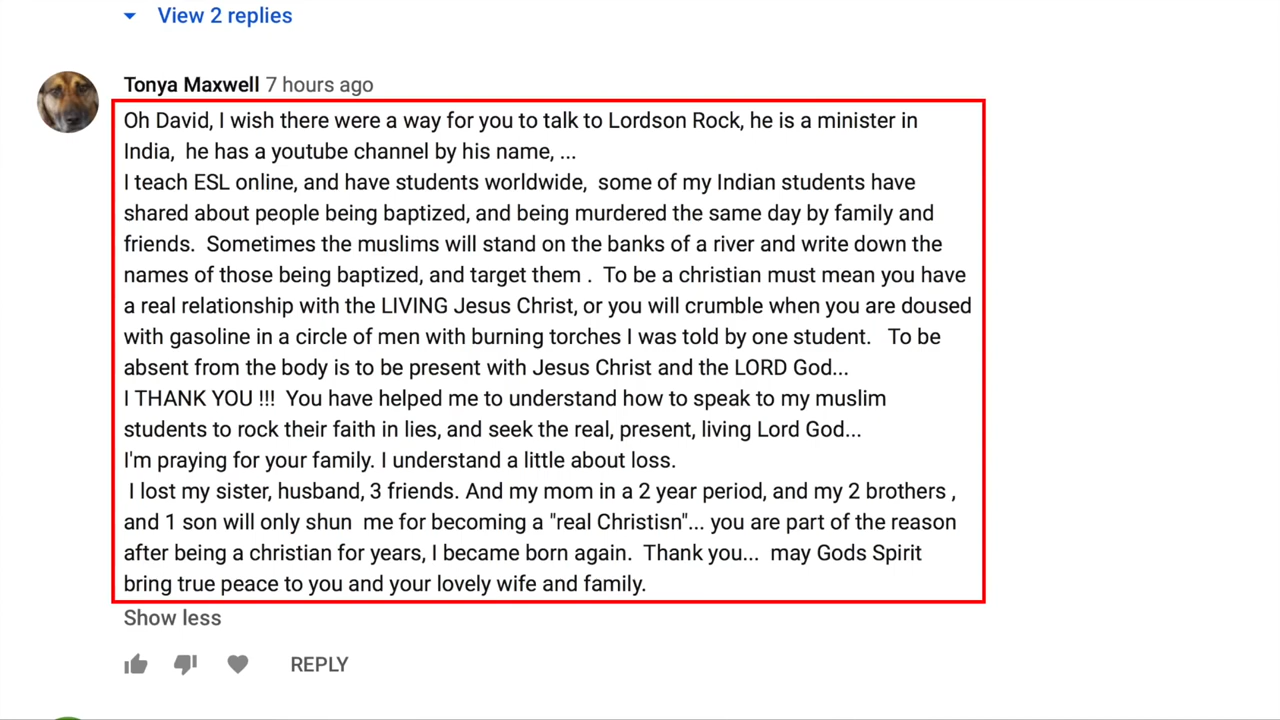 View 2 replies
Tonya Maxwell 7 hours ago
Oh David, I wish there were a way for you to talk to Lordson Rock, he is a minister in
India,  he has a youtube channel by his name, ...
I teach ESL online, and have students worldwide,  some of my Indian students have
shared about people being baptized, and being murdered the same day by family and
friends.  Sometimes the muslims will stand on the banks of a river and write down the
names of those being baptized, and target them .  To be a christian must mean you have
a real relationship with the LIVING Jesus Christ, or you will crumble when you are doused
with gasoline in a circle of men with burning torches I was told by one student.   To be
absent from the body is to be present with Jesus Christ and the LORD God...
I THANK YOU !!!  You have helped me to understand how to speak to my muslim
students to rock their faith in lies, and seek the real, present, living Lord God...
I'm praying for your family. I understand a little about loss.
I lost my sister, husband, 3 friends. And my mom in a 2 year period, and my 2 brothers ,
and 1 son will only shun  me for becoming a "real Christisn"... you are part of the reason
after being a christian for years, I became born again.  Thank you...  may Gods Spirit
bring true peace to you and your lovely wife and family.
Show less
REPLY